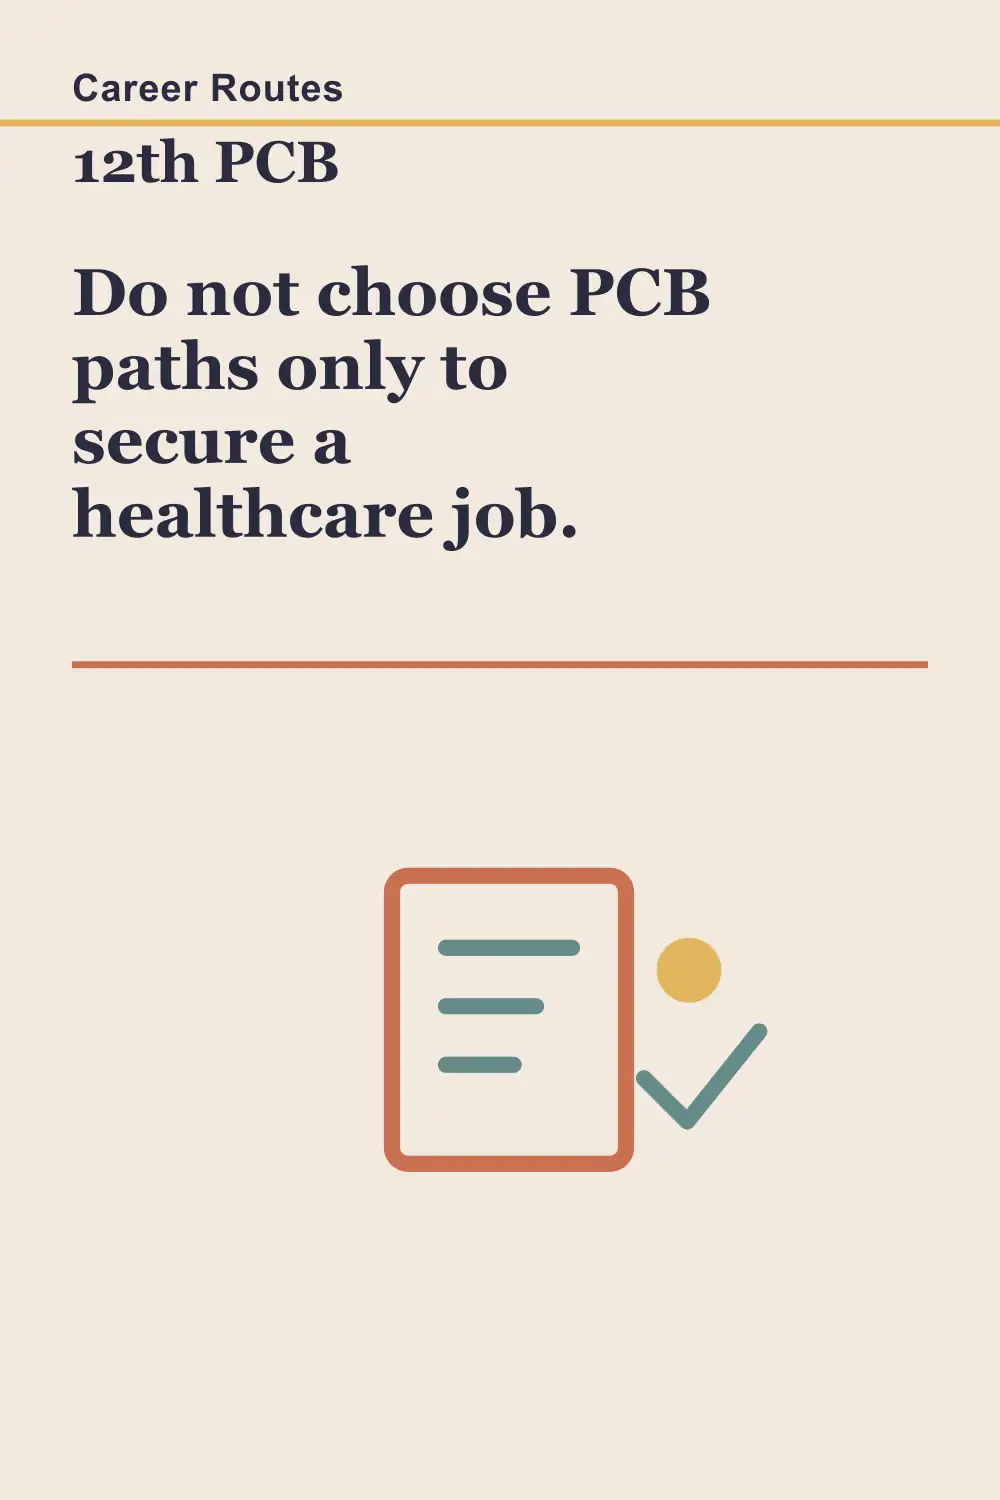 Career Routes
12th PCB
Do not choose PCB
paths only to
secure a
healthcare job.